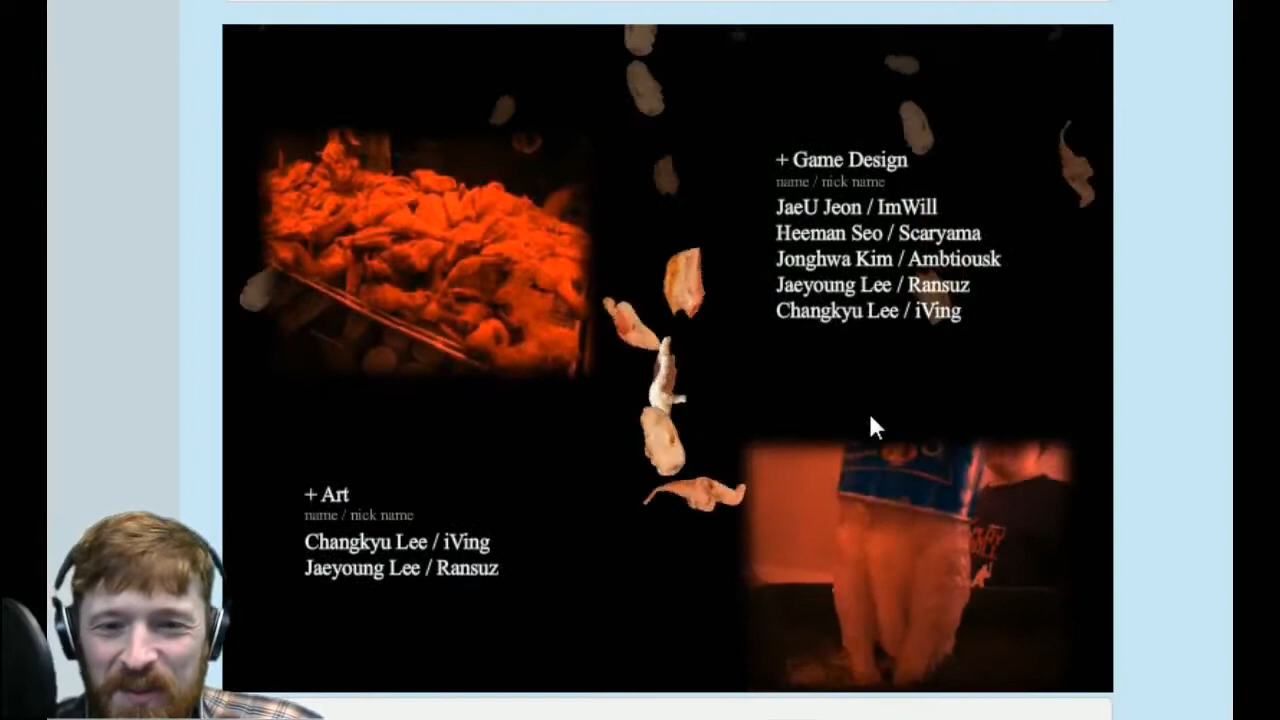 + Game Design
name / nick name
JaeU Jeon / ImWill
Heeman Seo / Scaryama
Jonghwa Kim / Ambtiousk
Jaeyoung Lee / Ransuz
Changkyu Lee / iVing
+ Art
name / nick name
Changkyu Lee / iVing
Jaeyoung Lee / Ransuz